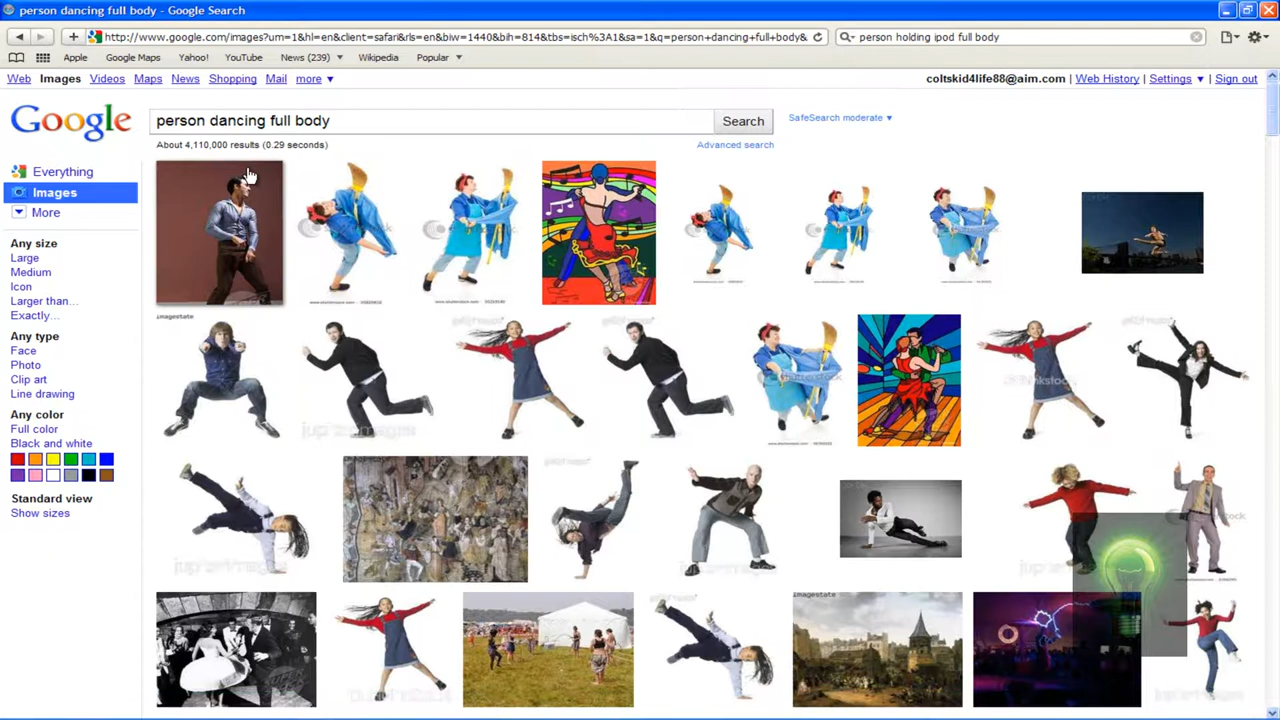 person dancing full body - Google Search
http://www.google.com/images?um=1&hl=en&client=safari&rls=en&biw=1440&bih=814&tbs=isch%3A1&sa=1&q=person+dancing+full+body&
person holding ipod full body
Apple Google Maps Yahoo! YouTube News (239) Wikipedia Popular
Web Images Videos Maps Shopping News Mail more
coltskid4life88@aim.com | Web History | Settings | Sign out
Google
person dancing full body
Search
SafeSearch moderate
About 4,110,000 results (0.29 seconds)
Advanced search
Everything
Images
More
Any size
Large
Medium
Icon
Larger than...
Exactly...
Any type
Face
Photo
Clip art
Line drawing
Any color
Full color
Black and white
Standard view
Show sizes
imagestate
jupiterimages
imagestate